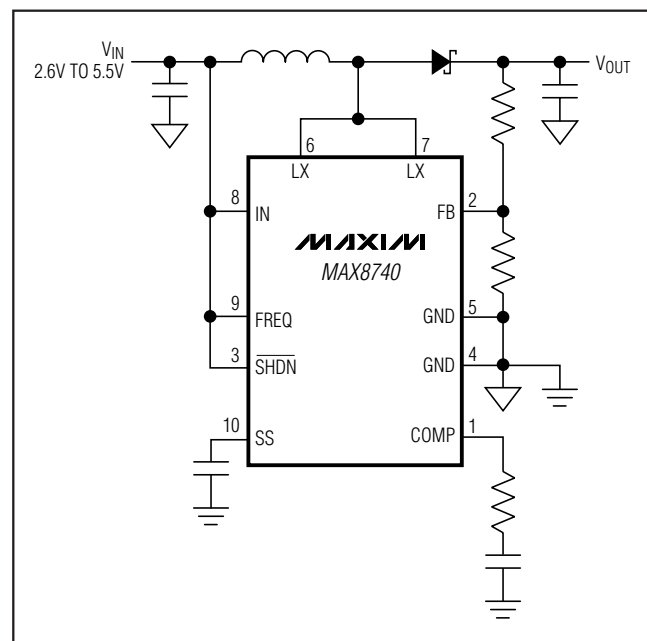 VIN
2.6V TO 5.5V
VOUT
6
7
LX
LX
8
IN
2
FB
MAXIM
MAX8740
9
FREQ
5
GND
3
SHDN
4
GND
10
SS
1
COMP